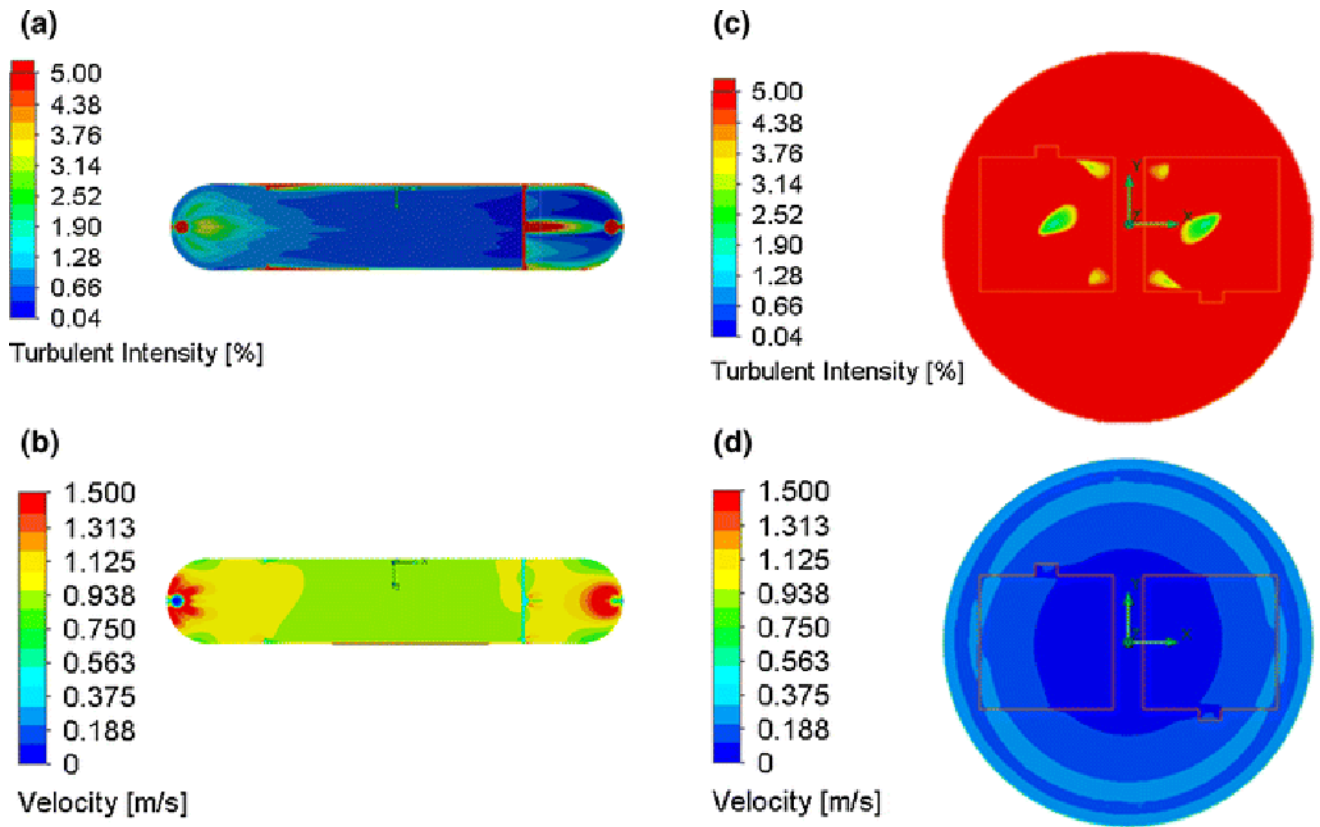 (a)
5.00
4.38
3.76
3.14
2.52
1.90
1.28
0.66
0.04
Turbulent Intensity [%]
(c)
5.00
4.38
3.76
3.14
2.52
1.90
1.28
0.66
0.04
Turbulent Intensity [%]
Y
X
Z
(b)
1.500
1.313
1.125
0.938
0.750
0.563
0.375
0.188
0
Velocity [m/s]
X
(d)
1.500
1.313
1.125
0.938
0.750
0.563
0.375
0.188
0
Velocity [m/s]
Y
X
Z